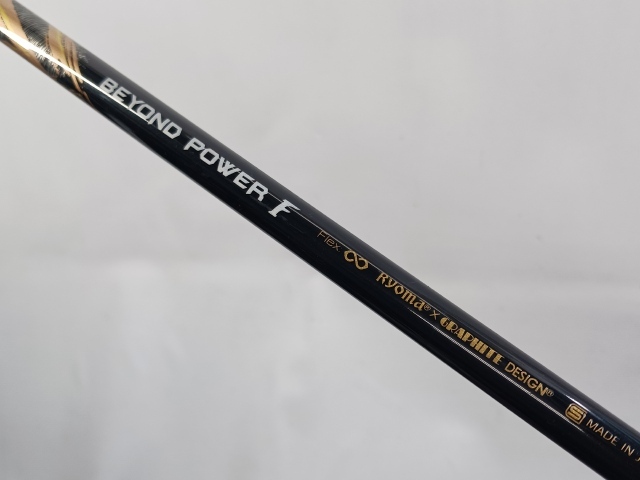 BEYOND POWER F
Flex ∞ RYOMA® × GRAPHITE DESIGN® S MADE IN